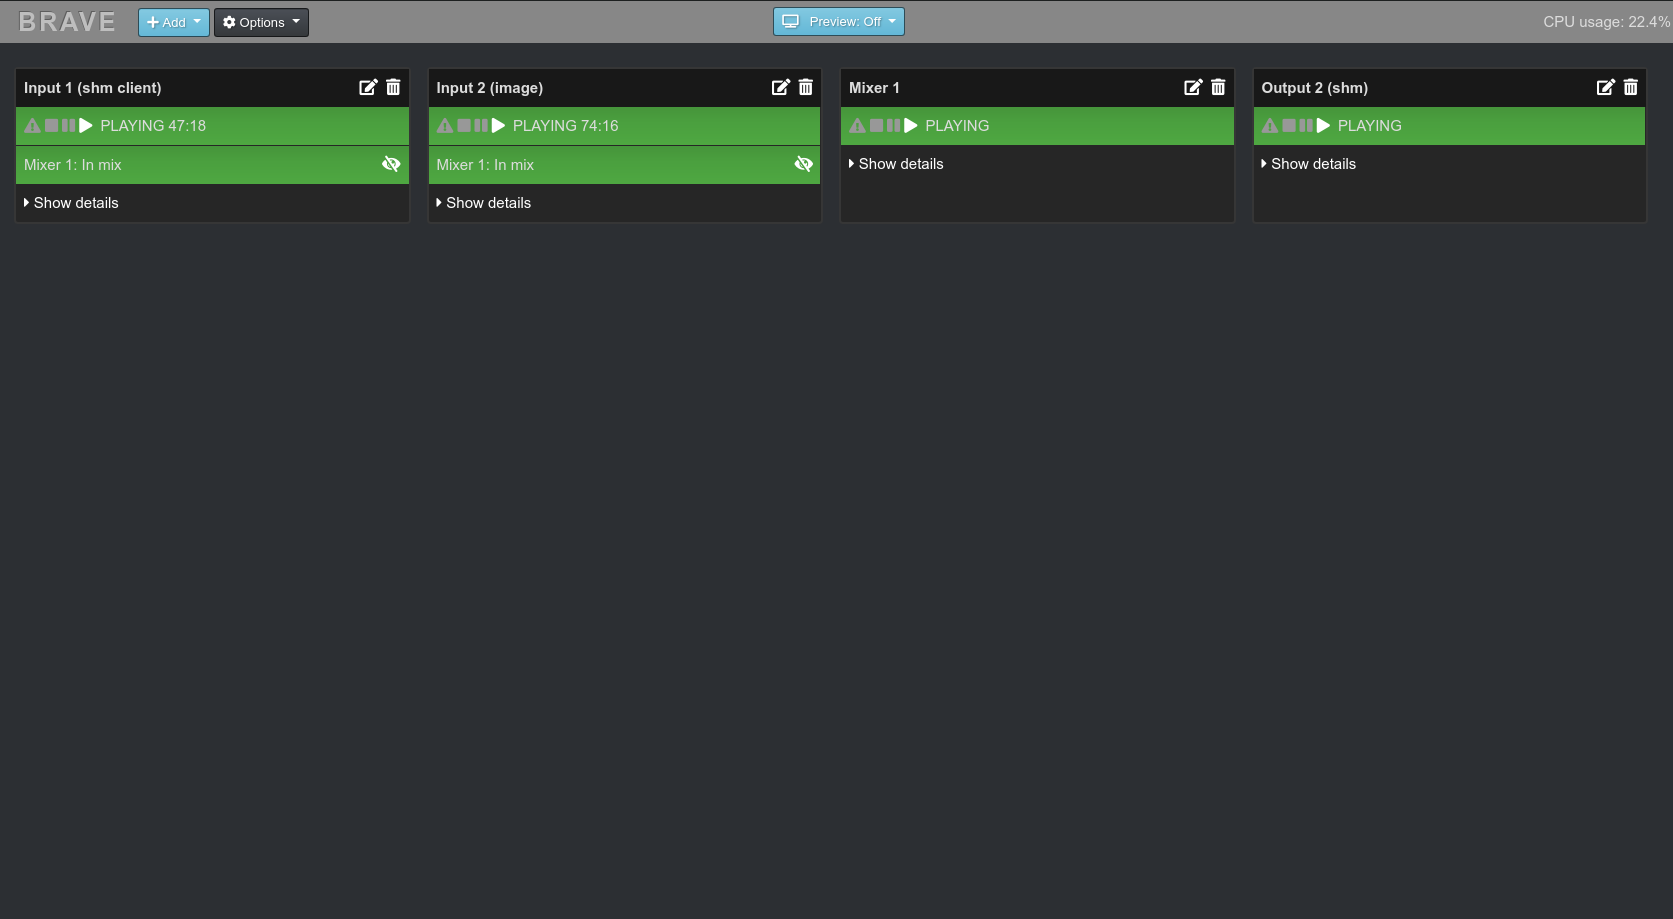 BRAVE
Add
Options
Preview: Off
CPU usage: 22.4%
Input 1 (shm client)
PLAYING 47:18
Mixer 1: In mix
Show details
Input 2 (image)
PLAYING 74:16
Mixer 1: In mix
Show details
Mixer 1
PLAYING
Show details
Output 2 (shm)
PLAYING
Show details